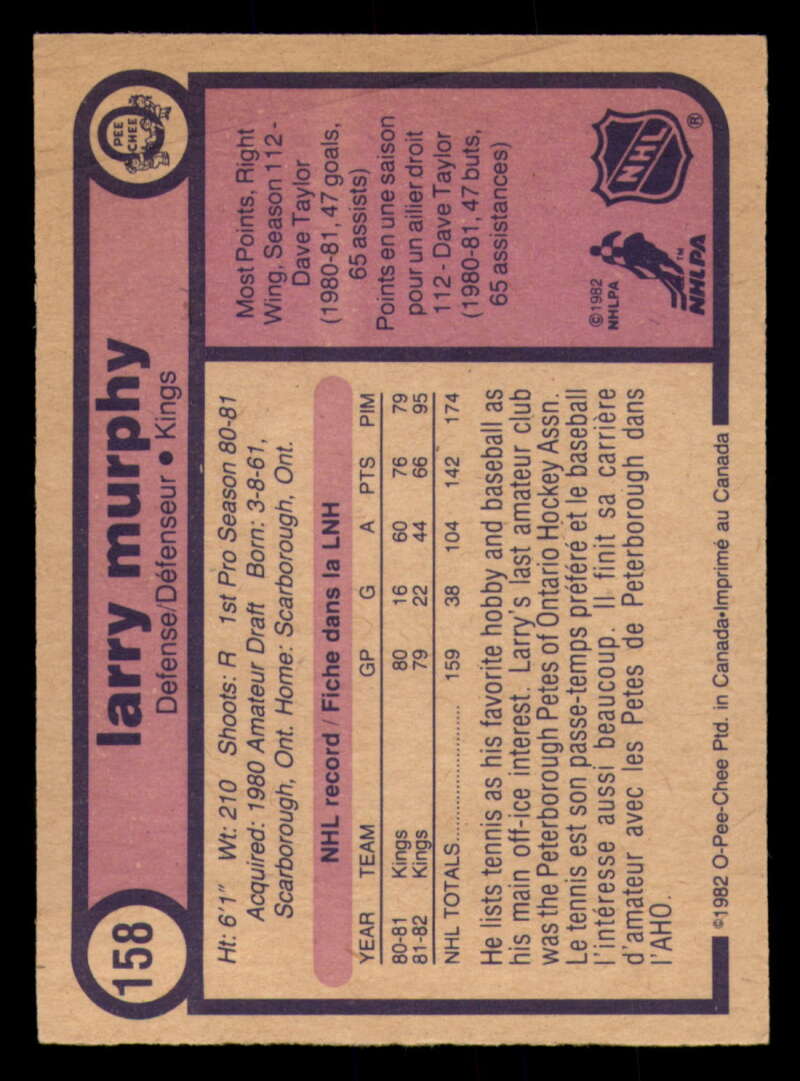 158
larry murphy
Defense/Défenseur • Kings
O
PEE
CHEE
Ht: 6'1" Wt: 210 Shoots: R 1st Pro Season 80-81
Acquired: 1980 Amateur Draft Born: 3-8-61,
Scarborough, Ont. Home: Scarborough, Ont.
NHL record / Fiche dans la LNH
YEAR TEAM GP G A PTS PIM
80-81 Kings 80 16 60 76 79
81-82 Kings 79 22 44 66 95
NHL TOTALS.................... 159 38 104 142 174
He lists tennis as his favorite hobby and baseball as
his main off-ice interest. Larry's last amateur club
was the Peterborough Petes of Ontario Hockey Assn.
Le tennis est son passe-temps préféré et le baseball
l'intéresse aussi beaucoup. Il finit sa carrière
d'amateur avec les Petes de Peterborough dans
l'AHO.
Most Points, Right
Wing, Season 112 -
Dave Taylor
(1980-81, 47 goals,
65 assists)
Points en une saison
pour un ailier droit
112 - Dave Taylor
(1980-81, 47 buts,
65 assistances)
©1982
NHLPA
™
NHLPA
NHL
®
©1982 O-Pee-Chee Ptd. in Canada•Imprimé au Canada